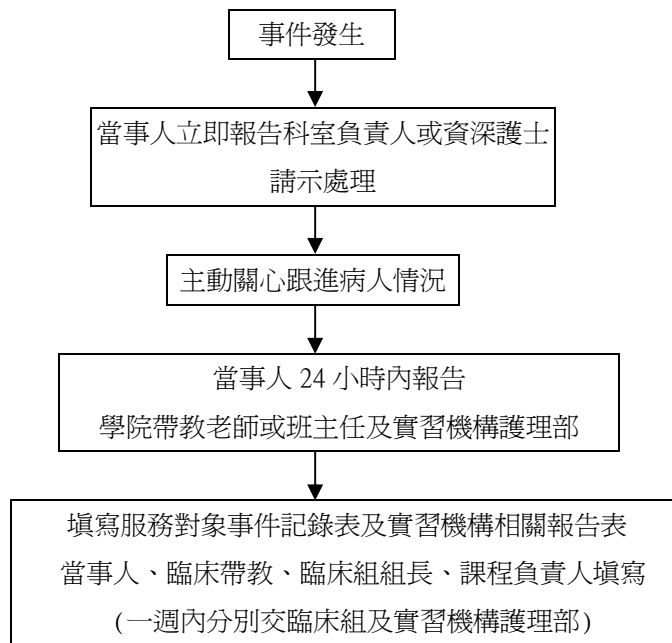 事件發生
當事人立即報告科室負責人或資深護士
請示處理
主動關心跟進病人情況
當事人 24 小時內報告
學院帶教老師或班主任及實習機構護理部
填寫服務對象事件記錄表及實習機構相關報告表
當事人、臨床帶教、臨床組組長、課程負責人填寫
(一週內分別交臨床組及實習機構護理部)